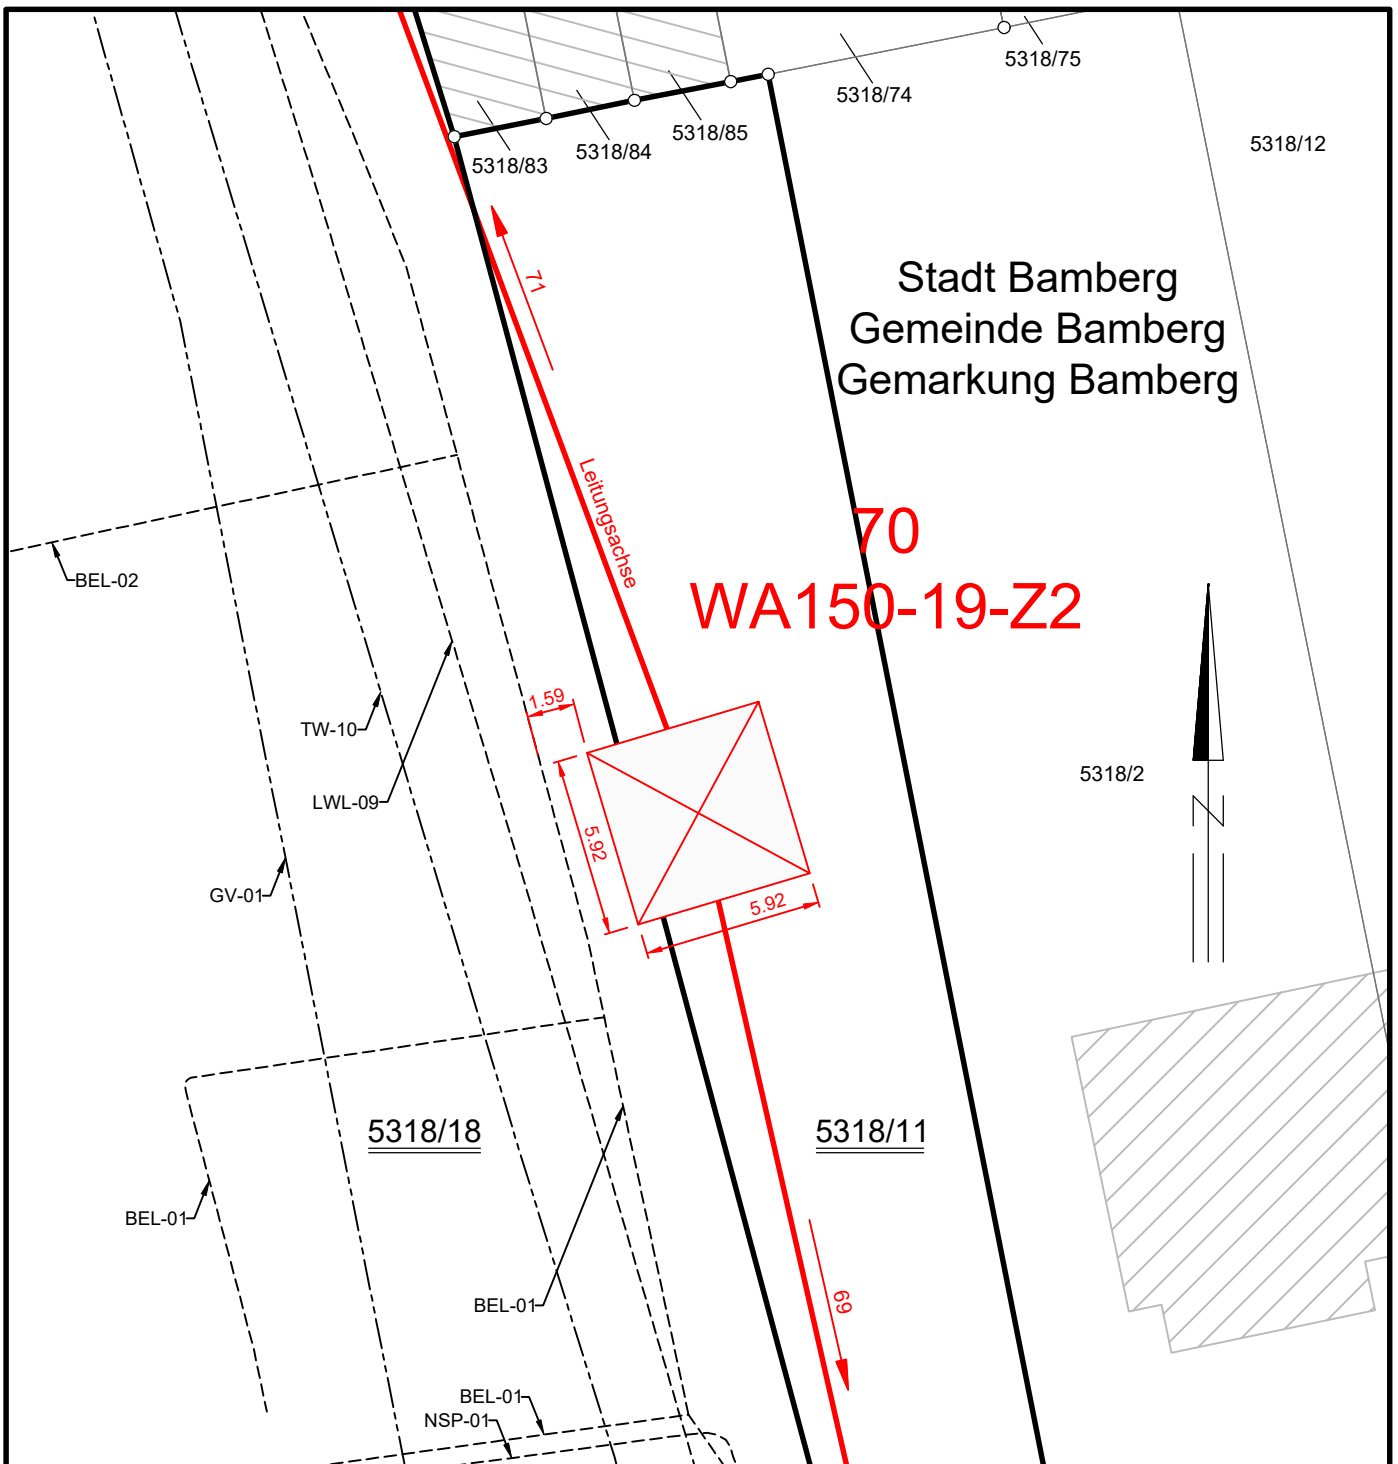 5318/75
5318/74
5318/85
5318/12
5318/84
5318/83
Stadt Bamberg
Gemeinde Bamberg
Gemarkung Bamberg
71
Leitungsachse
70
WA150-19-Z2
BEL-02
1.59
TW-10
5318/2
LWL-09
N
5.92
GV-01
5.92
5318/18
5318/11
BEL-01
BEL-01
69
BEL-01
NSP-01